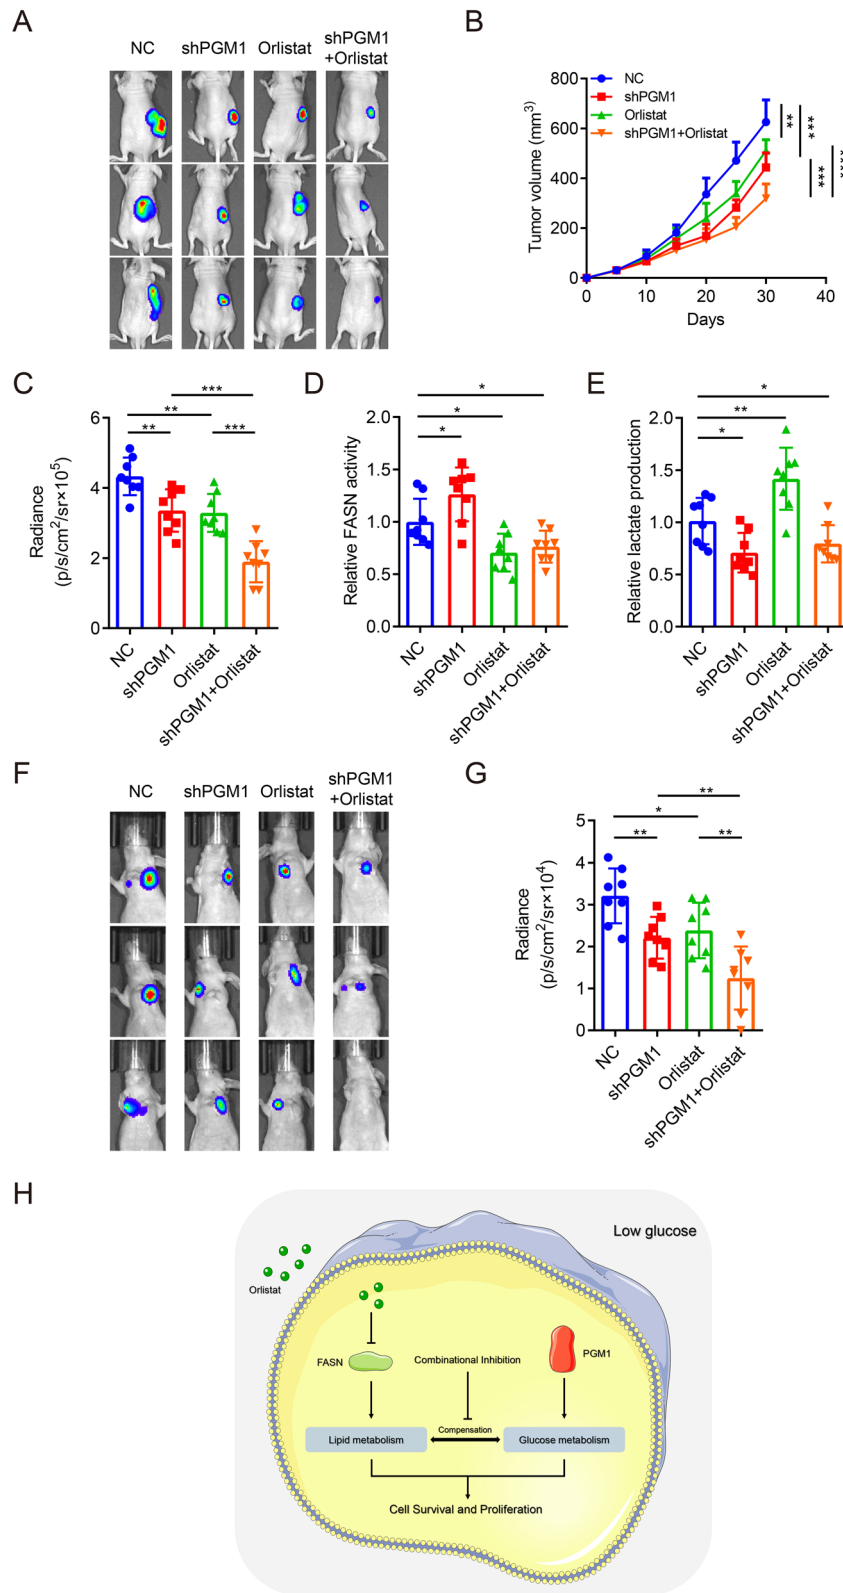 A
NC
shPGM1
Orlistat
shPGM1
+Orlistat
B
Tumor volume (mm3)
800
600
400
200
0
0
10
20
30
40
Days
NC
shPGM1
Orlistat
shPGM1+Orlistat
**
***
***
****
C
Radiance
(p/s/cm2/sr×105)
6
4
2
0
***
**
**
***
NC
shPGM1
Orlistat
shPGM1+Orlistat
D
Relative FASN activity
2.0
1.5
1.0
0.5
0.0
*
*
*
NC
shPGM1
Orlistat
shPGM1+Orlistat
E
Relative lactate production
2.0
1.5
1.0
0.5
0.0
*
**
*
NC
shPGM1
Orlistat
shPGM1+Orlistat
F
NC
shPGM1
Orlistat
shPGM1
+Orlistat
G
Radiance
(p/s/cm2/sr×104)
5
4
3
2
1
0
**
*
**
**
NC
shPGM1
Orlistat
shPGM1+Orlistat
H
Low glucose
Orlistat
FASN
Combinational Inhibition
PGM1
Lipid metabolism
Compensation
Glucose metabolism
Cell Survival and Proliferation